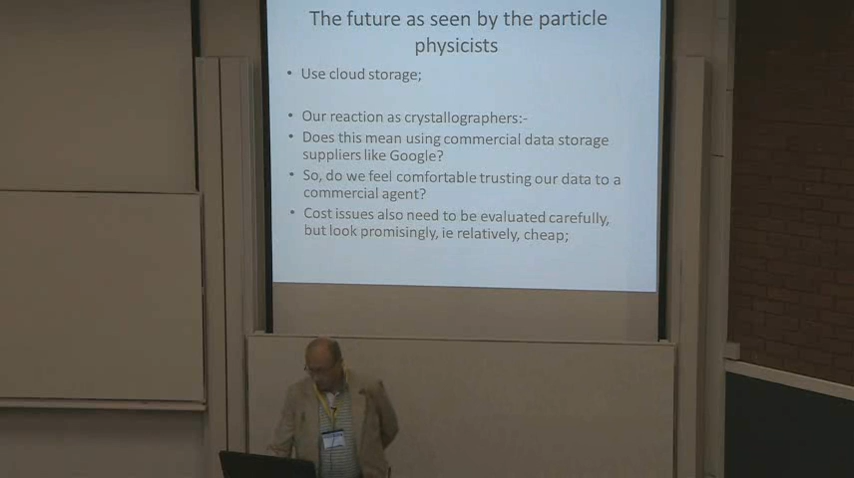 The future as seen by the particle
physicists
• Use cloud storage;
• Our reaction as crystallographers:-
• Does this mean using commercial data storage
suppliers like Google?
• So, do we feel comfortable trusting our data to a
commercial agent?
• Cost issues also need to be evaluated carefully,
but look promisingly, ie relatively, cheap;